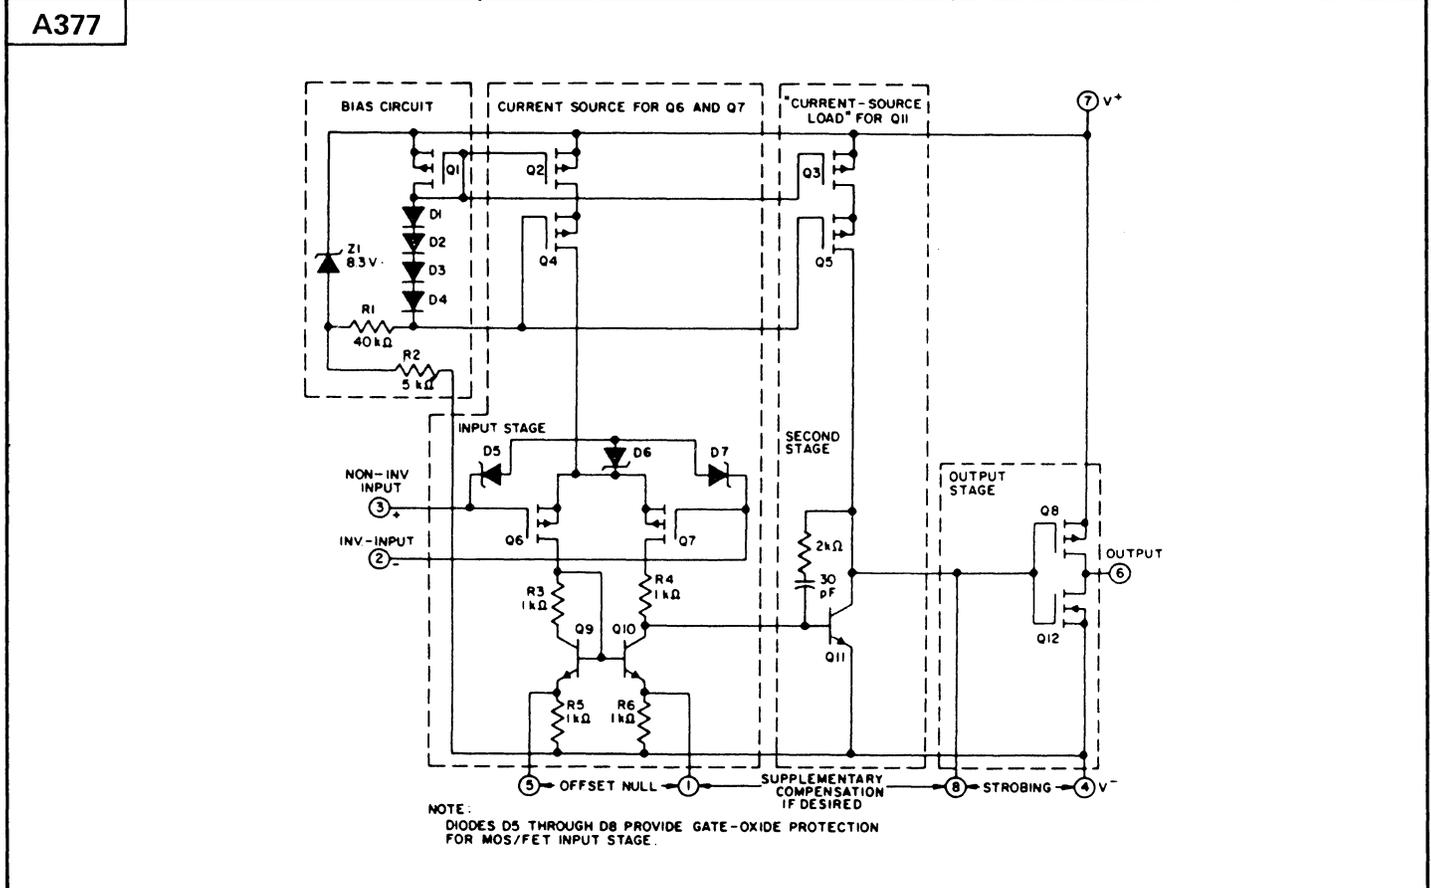 A377
BIAS CIRCUIT
CURRENT SOURCE FOR Q6 AND Q7
"CURRENT-SOURCE
LOAD" FOR Q11
7 V+
Q1
Q2
Q3
D1
D2
D3
D4
Z1
8.3V
Q4
Q5
R1
40 kΩ
R2
5 kΩ
INPUT STAGE
D5
D6
D7
SECOND
STAGE
NON-INV
INPUT
3 +
INV.-INPUT
2 -
Q6
Q7
OUTPUT
STAGE
Q8
OUTPUT
6
Q12
2kΩ
30
pF
R3
1kΩ
R4
1kΩ
Q9
Q10
Q11
R5
1kΩ
R6
1kΩ
5 OFFSET NULL 1
SUPPLEMENTARY
COMPENSATION
IF DESIRED
8 STROBING 4 V-
NOTE:
DIODES D5 THROUGH D8 PROVIDE GATE-OXIDE PROTECTION
FOR MOS/FET INPUT STAGE.